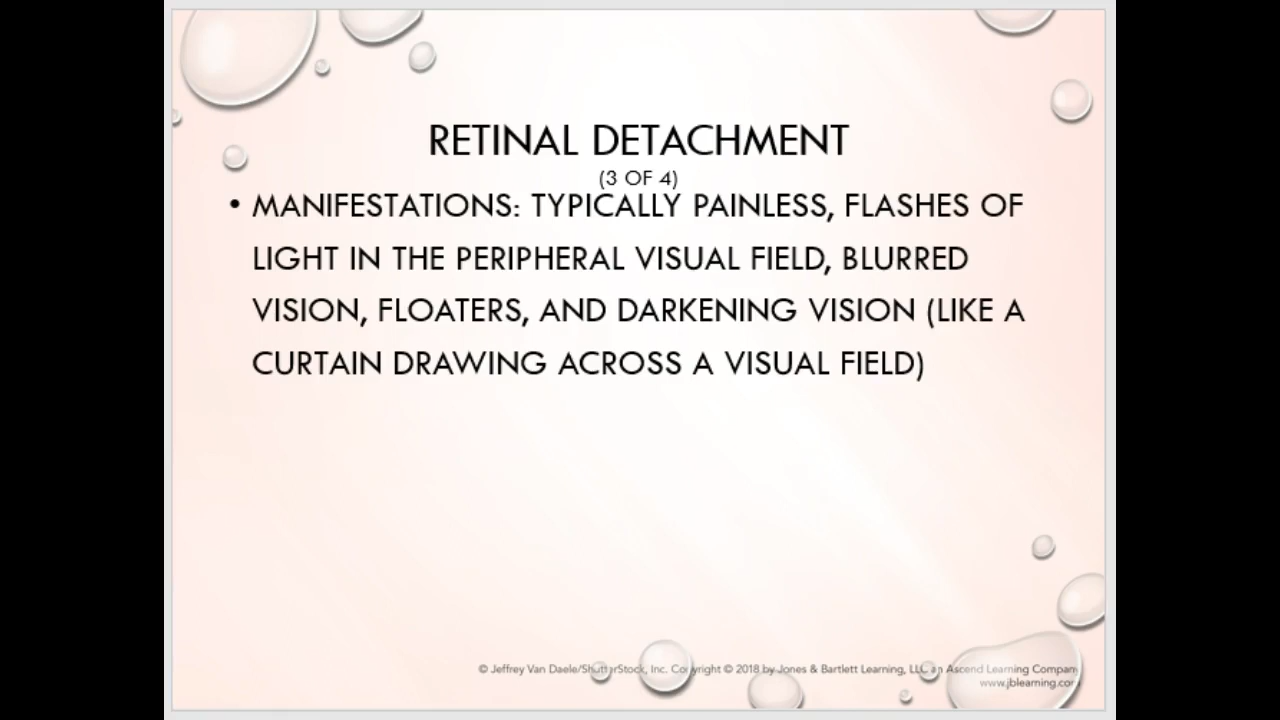 RETINAL DETACHMENT
(3 OF 4)
• MANIFESTATIONS: TYPICALLY PAINLESS, FLASHES OF
LIGHT IN THE PERIPHERAL VISUAL FIELD, BLURRED
VISION, FLOATERS, AND DARKENING VISION (LIKE A
CURTAIN DRAWING ACROSS A VISUAL FIELD)
© Jeffrey Van Daele/ShutterStock, Inc. Copyright © 2018 by Jones & Bartlett Learning, LLC an Ascend Learning Company
www.jblearning.com